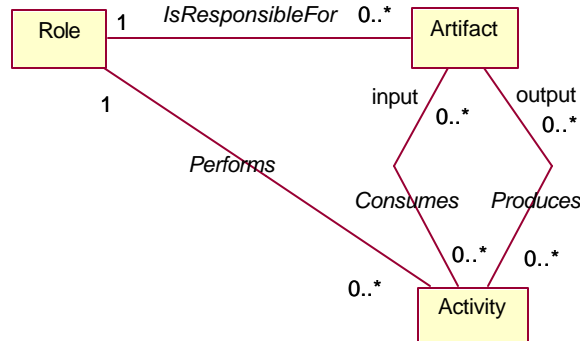 IsResponsibleFor
Role
1
0..*
Artifact
1
input
output
0..*
0..*
Performs
Consumes
Produces
0..*
0..*
0..*
Activity